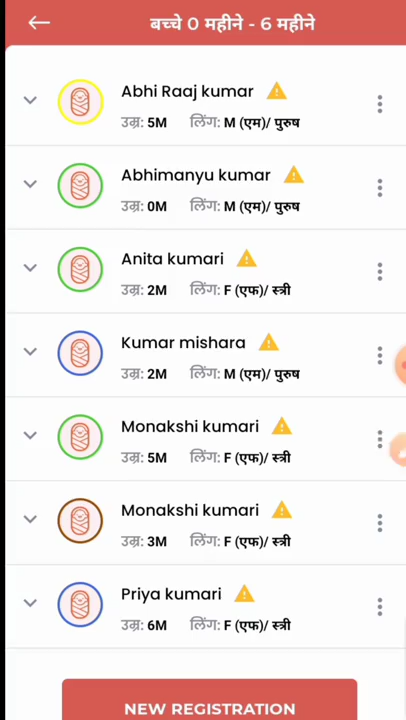 बच्चे 0 महीने - 6 महीने
Abhi Raaj kumar
उम्र: 5M लिंग: M (एम)/ पुरुष
Abhimanyu kumar
उम्र: 0M लिंग: M (एम)/ पुरुष
Anita kumari
उम्र: 2M लिंग: F (एफ)/ स्त्री
Kumar mishara
उम्र: 2M लिंग: M (एम)/ पुरुष
Monakshi kumari
उम्र: 5M लिंग: F (एफ)/ स्त्री
Monakshi kumari
उम्र: 3M लिंग: F (एफ)/ स्त्री
Priya kumari
उम्र: 6M लिंग: F (एफ)/ स्त्री
NEW REGISTRATION